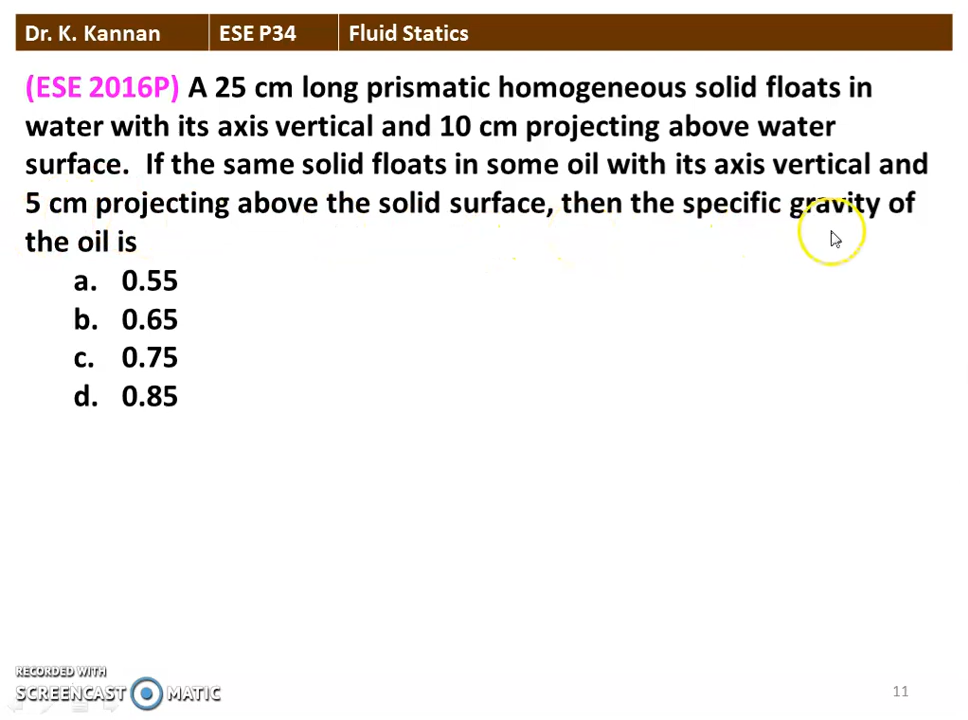 Dr. K. Kannan ESE P34 Fluid Statics
(ESE 2016P) A 25 cm long prismatic homogeneous solid floats in
water with its axis vertical and 10 cm projecting above water
surface. If the same solid floats in some oil with its axis vertical and
5 cm projecting above the solid surface, then the specific gravity of
the oil is
a. 0.55
b. 0.65
c. 0.75
d. 0.85
RECORDED WITH
SCREENCAST MATIC
11